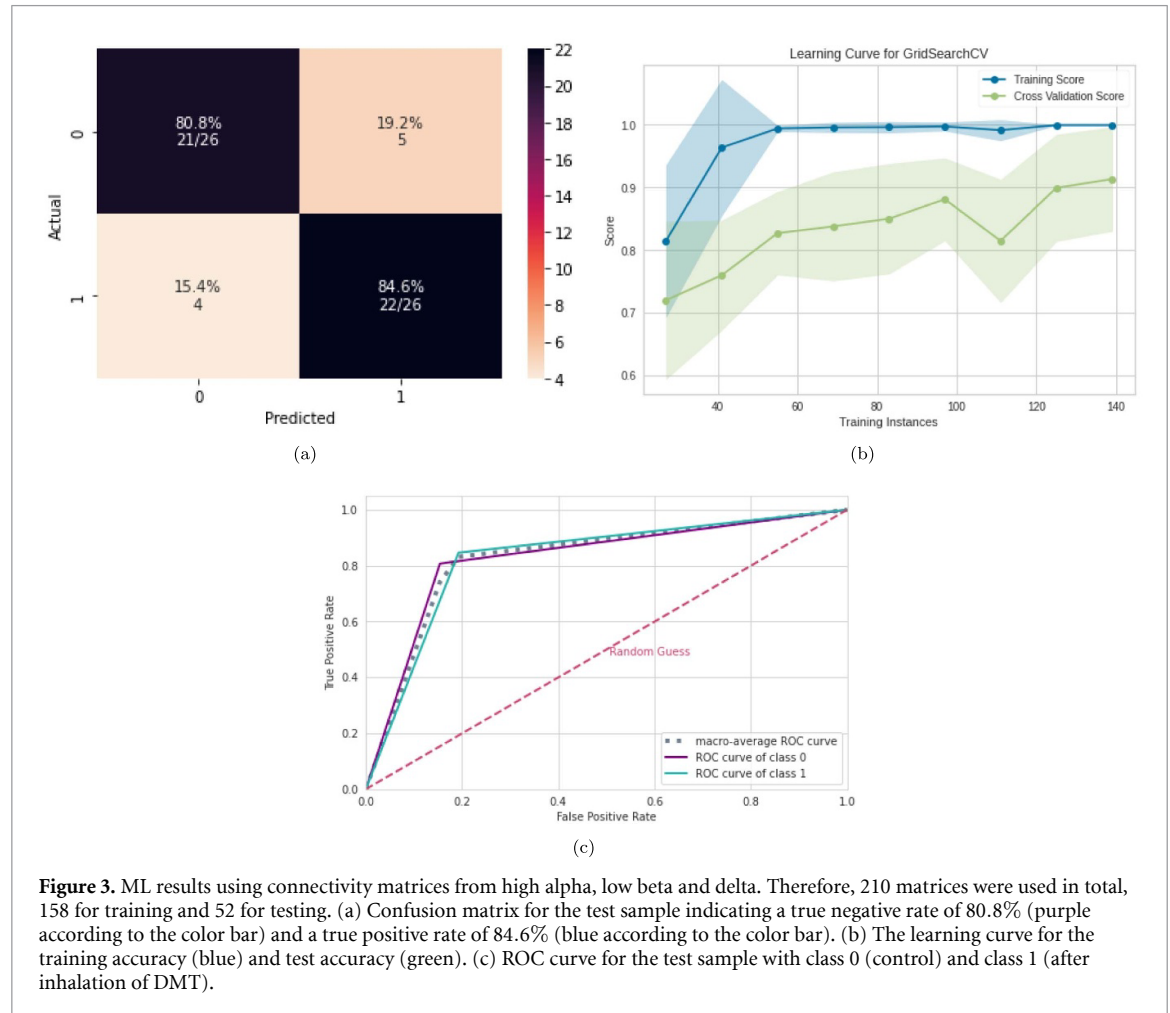 22
20
18
16
14
12
10
8
6
4
80.8%
21/26
19.2%
5
15.4%
4
84.6%
22/26
0
1
Actual
0
1
Predicted
(a)
Learning Curve for GridSearchCV
Training Score
Cross Validation Score
1.0
0.9
0.8
0.7
0.6
Score
40
60
80
100
120
140
Training Instances
(b)
1.0
0.8
0.6
0.4
0.2
0.0
True Positive Rate
Random Guess
macro-average ROC curve
ROC curve of class 0
ROC curve of class 1
0.0
0.2
0.4
0.6
0.8
1.0
False Positive Rate
(c)
Figure 3. ML results using connectivity matrices from high alpha, low beta and delta. Therefore, 210 matrices were used in total,
158 for training and 52 for testing. (a) Confusion matrix for the test sample indicating a true negative rate of 80.8% (purple
according to the color bar) and a true positive rate of 84.6% (blue according to the color bar). (b) The learning curve for the
training accuracy (blue) and test accuracy (green). (c) ROC curve for the test sample with class 0 (control) and class 1 (after
inhalation of DMT).